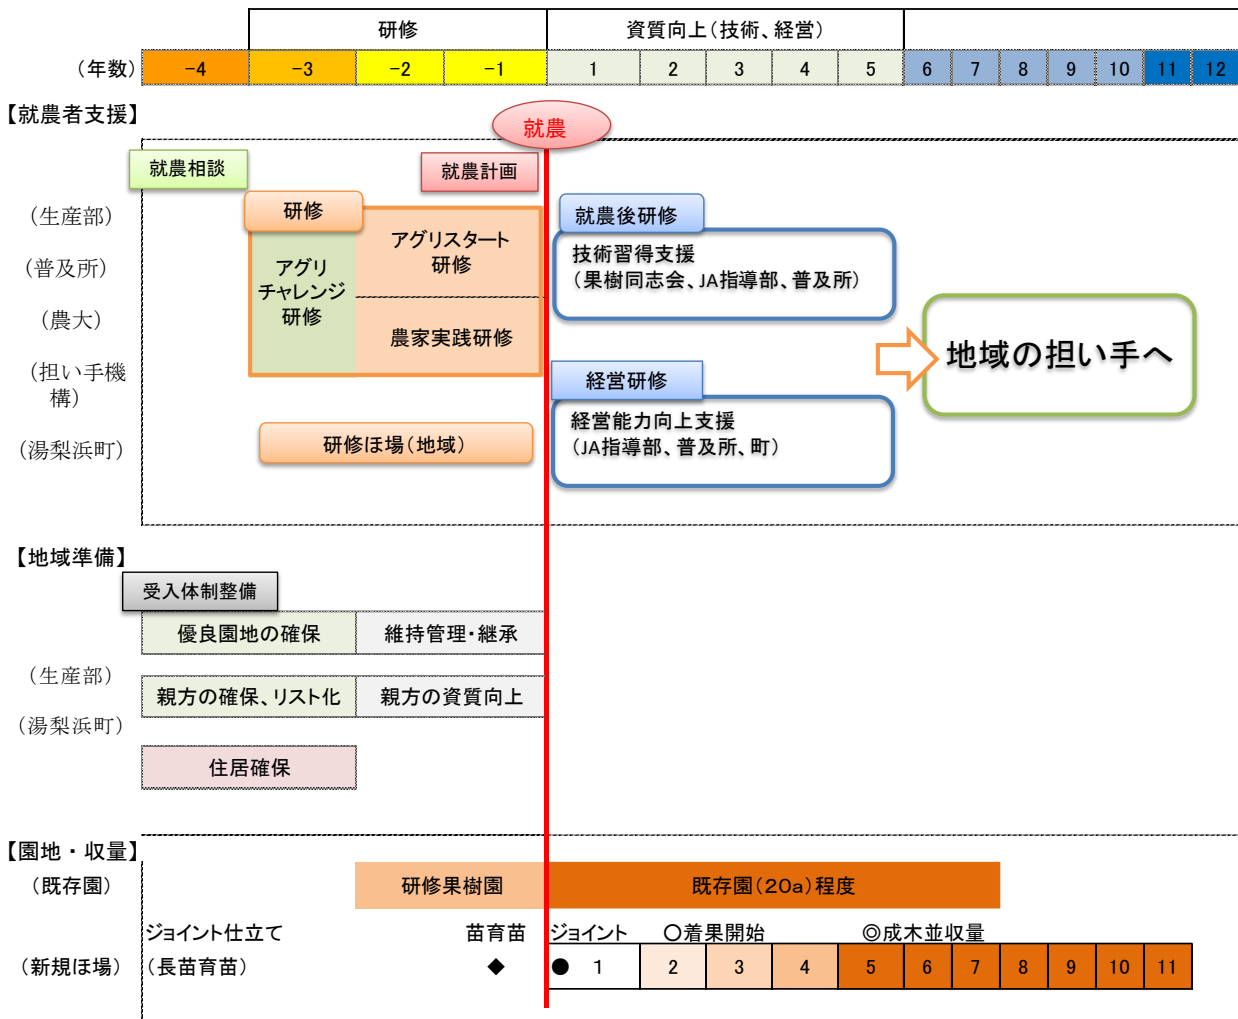 研修 資質向上（技術、経営）
（年数） −4 −3 −2 −1 1 2 3 4 5 6 7 8 9 10 11 12
【就農者支援】
就農
就農相談 就農計画
（生産部）
（普及所）
（農大）
（担い手機
構）
（湯梨浜町）
研修
アグリ
チャレンジ
研修
アグリスタート
研修
農家実践研修
研修ほ場（地域）
就農後研修
技術習得支援
（果樹同志会、JA指導部、普及所）
経営研修
経営能力向上支援
（JA指導部、普及所、町）
地域の担い手へ
【地域準備】
受入体制整備
優良園地の確保 維持管理・継承
（生産部）
親方の確保、リスト化 親方の資質向上
（湯梨浜町）
住居確保
【園地・収量】
（既存園） 研修果樹園 既存園（20a）程度
ジョイント仕立て 苗育苗 ジョイント ○着果開始 ◎成木並収量
（新規ほ場） （長苗育苗） ◆ ● 1 2 3 4 5 6 7 8 9 10 11